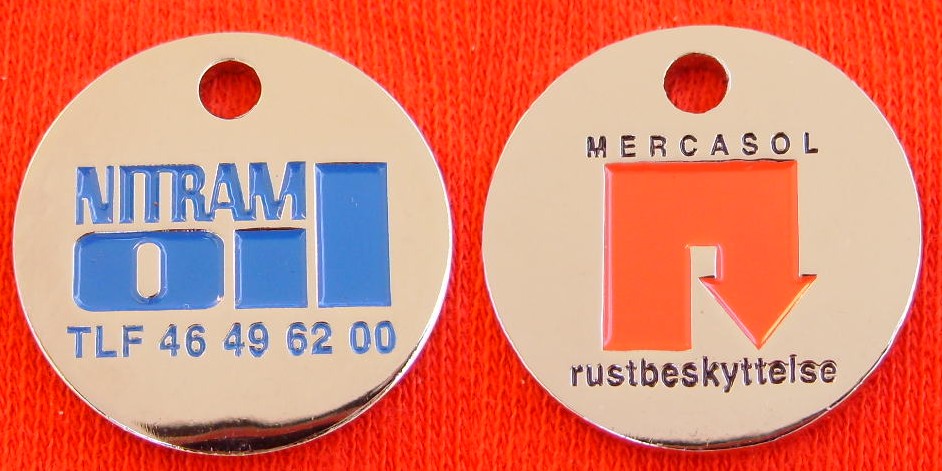 NITRAM
oil
TLF 46 49 62 00
MERCASOL
rustbeskyttelse